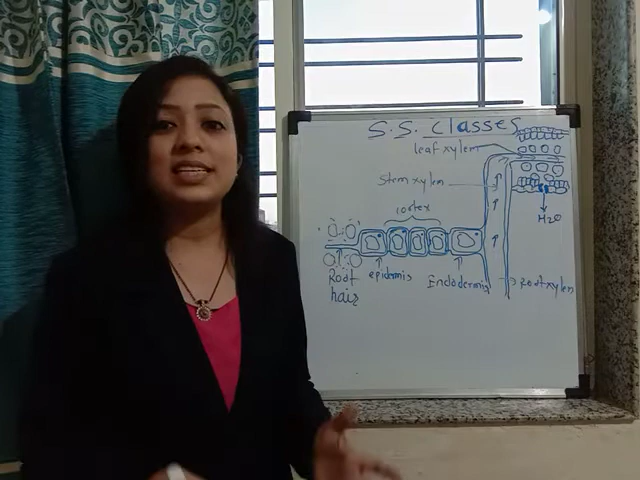 S.S. Classes
leaf xylem
stem xylem
cortex
H2O
Root hair
epidermis
Endodermis
Root xylem